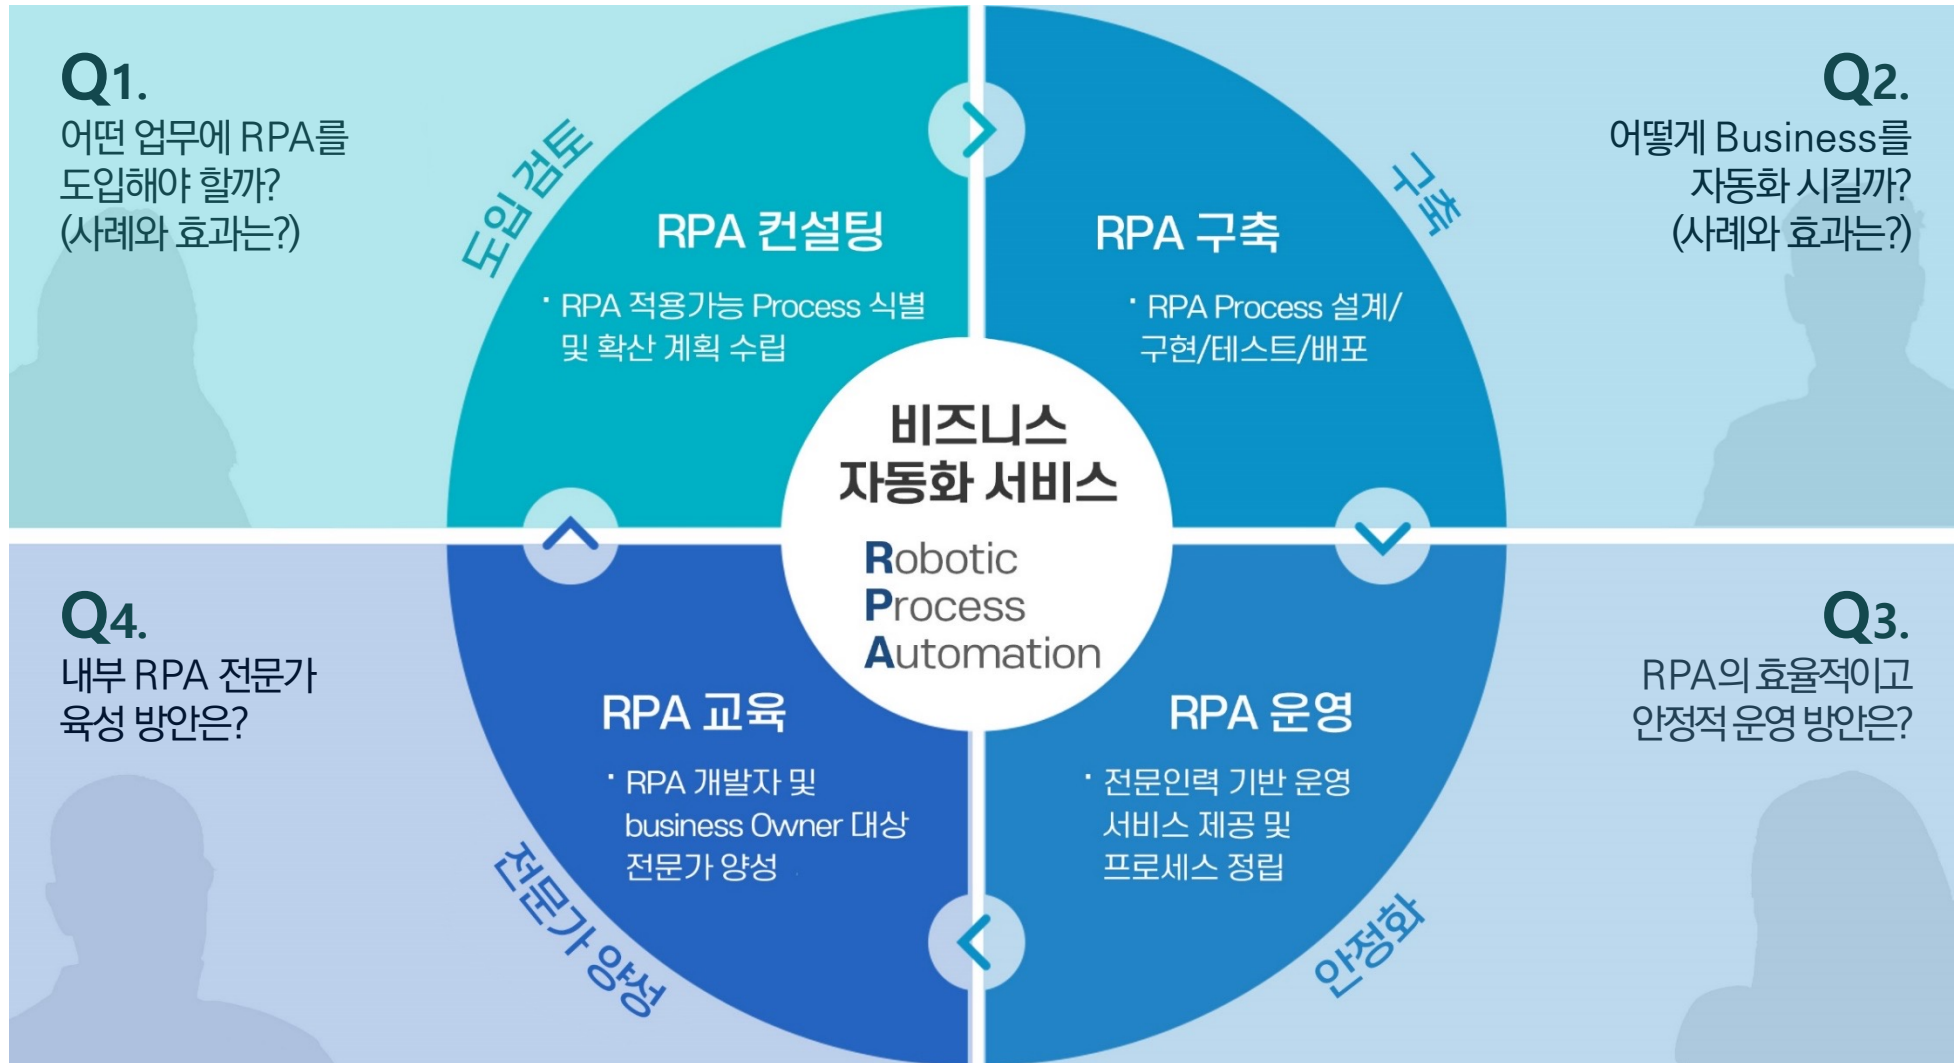 Q1.
어떤 업무에 RPA를
도입해야 할까?
(사례와 효과는?)
도입 검토
RPA 컨설팅
· RPA 적용가능 Process 식별
및 확산 계획 수립
Q2.
어떻게 Business를
자동화 시킬까?
(사례와 효과는?)
구축
RPA 구축
· RPA Process 설계/
구현/테스트/배포
비즈니스
자동화 서비스
Robotic
Process
Automation
Q3.
RPA의 효율적이고
안정적 운영 방안은?
RPA 운영
· 전문인력 기반 운영
서비스 제공 및
프로세스 정립
안정화
Q4.
내부 RPA 전문가
육성 방안은?
RPA 교육
· RPA 개발자 및
business Owner 대상
전문가 양성
전문가 양성